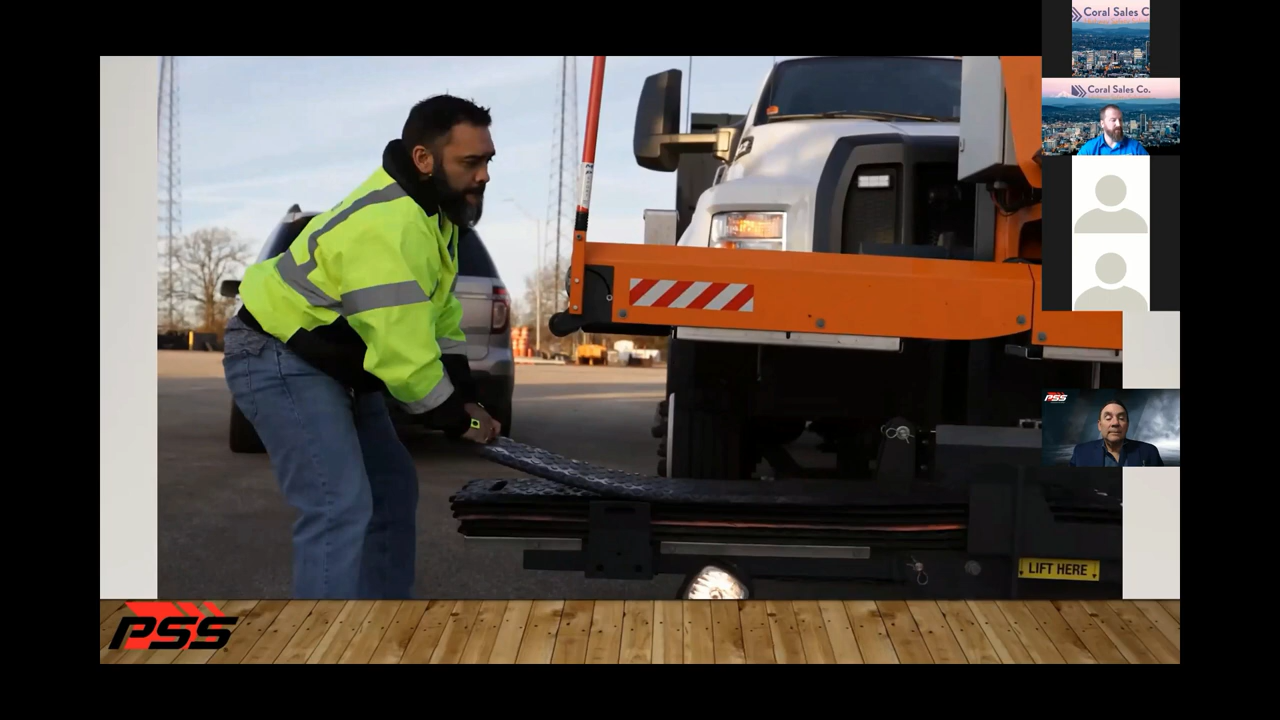 Coral Sales C
Coral Sales Co.
PSS
LIFT HERE
PSS